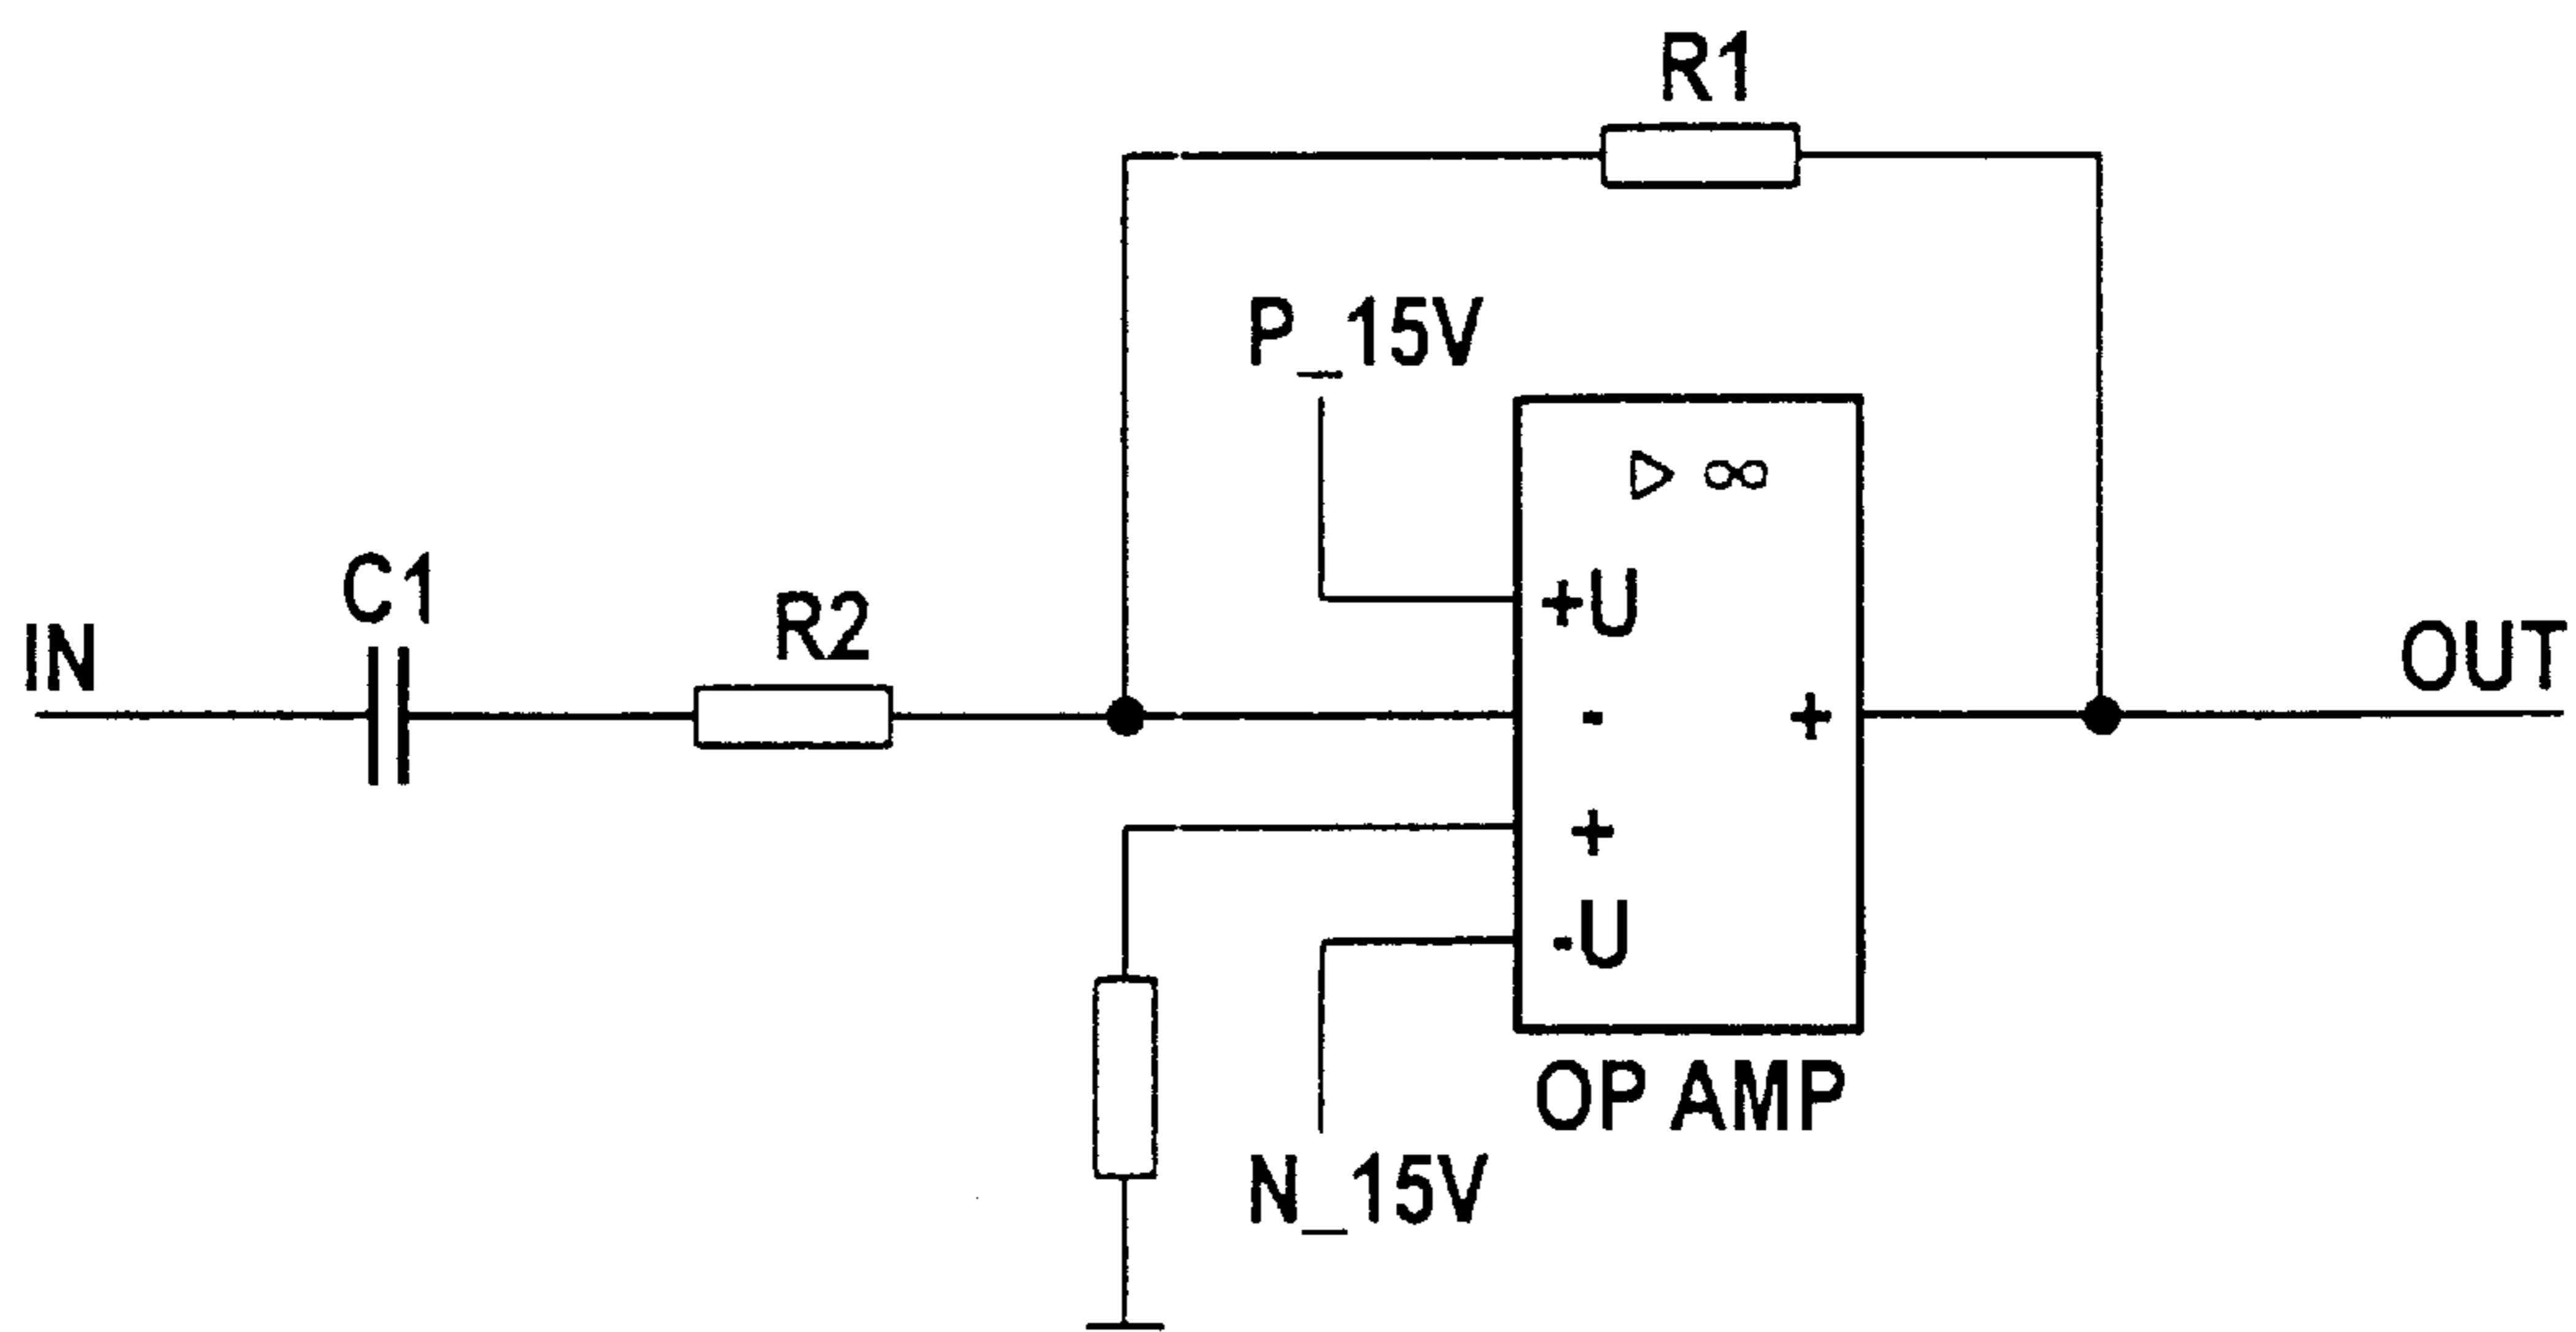 R1
P_15V
▷ ∞
C1
+U
R2
IN
OUT
-
+
+
-U
OP AMP
N_15V